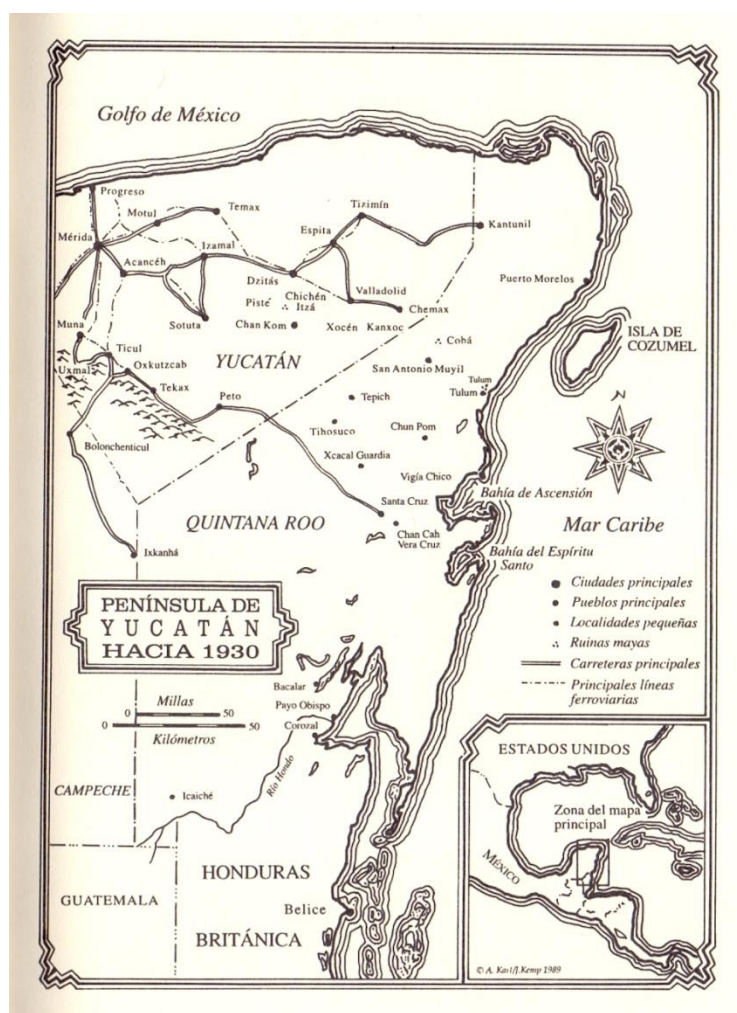 Golfo de México
Progreso
Motul
Temax
Tizimín
Kantunil
Espita
Mérida
Izamal
Acancéh
Dzitás
Puerto Morelos
Chichén
Itzá
Pisté
Valladolid
Chemax
Sotuta
Chan Kom
Xocén
Kanxoc
Muna
ISLA DE
COZUMEL
Cobá
Ticul
Oxkutzcab
YUCATÁN
Uxmal
San Antonio Muyil
Tulum
Tulum
Tekax
Tepich
Peto
N
Tihosuco
Chun Pom
Bolonchenticul
Xcacal Guardia
Vigía Chico
Bahía de Ascensión
Santa Cruz
QUINTANA ROO
Mar Caribe
Chan Cah
Vera Cruz
Ixkanhá
Bahía del Espíritu
Santo
PENÍNSULA DE
YUCATÁN
HACIA 1930
Ciudades principales
Pueblos principales
Localidades pequeñas
Ruinas mayas
Carreteras principales
Principales líneas
ferroviarias
Bacalar
Millas
0 50
0 50
Kilómetros
Payo Obispo
Corozal
Río Hondo
CAMPECHE
Icaiché
HONDURAS
BRITÁNICA
GUATEMALA
Belice
ESTADOS UNIDOS
Zona del mapa
principal
MÉXICO
© A. Karl/J. Kemp 1989